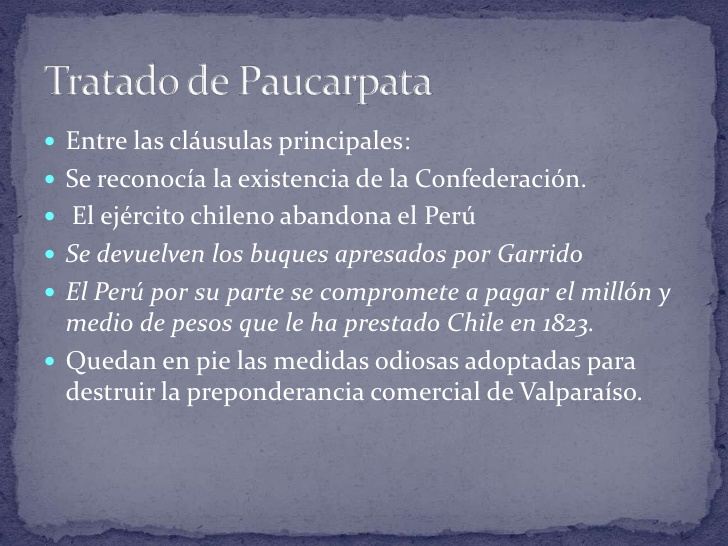 Tratado de Paucarpata
• Entre las cláusulas principales:
• Se reconocía la existencia de la Confederación.
• El ejército chileno abandona el Perú
• Se devuelven los buques apresados por Garrido
• El Perú por su parte se compromete a pagar el millón y
medio de pesos que le ha prestado Chile en 1823.
• Quedan en pie las medidas odiosas adoptadas para
destruir la preponderancia comercial de Valparaíso.